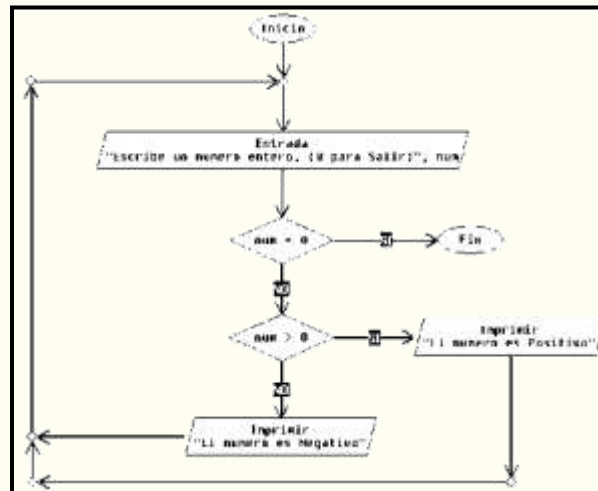 Inicio
Entrada
"Escribe un numero entero, (0 para Salir)", num
num = 0
Fin
num > 0
Imprimir
"El numero es Positivo"
Imprimir
"El numero es Negativo"